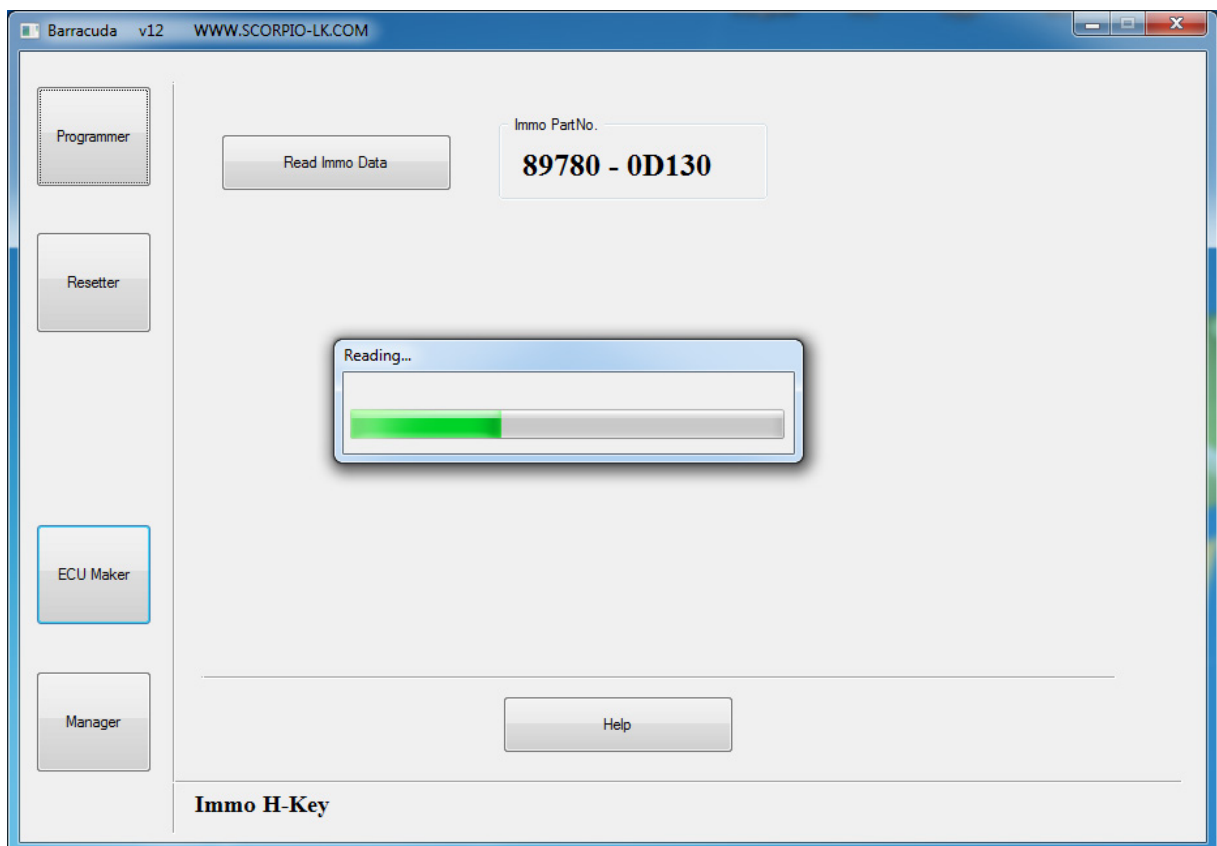 Barracuda v12 WWW.SCORPIO-LK.COM
Programmer
Read Immo Data
Immo PartNo.
89780 - 0D130
Resetter
Reading...
ECU Maker
Manager
Help
Immo H-Key